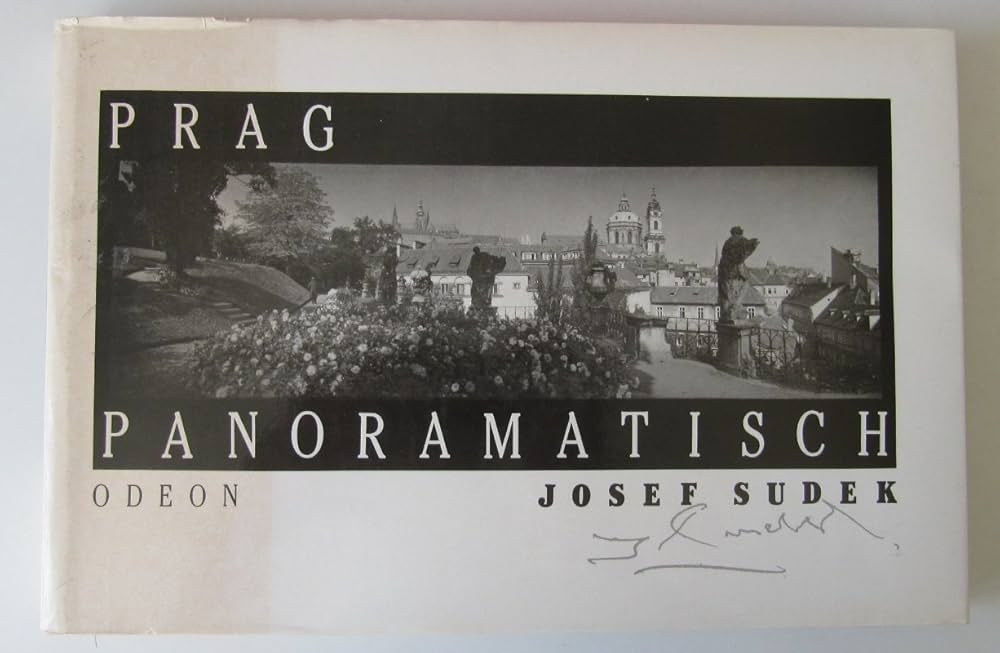 PRAG
PANORAMATISCH
ODEON
JOSEF SUDEK